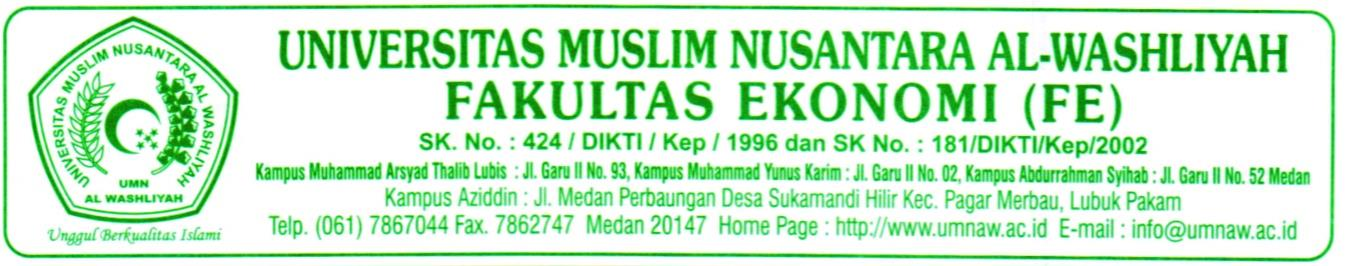 UNIVERSITAS MUSLIM NUSANTARA AL WASHLIYAH
UMN
AL WASHLIYAH
Unggul Berkualitas Islami
UNIVERSITAS MUSLIM NUSANTARA AL-WASHLIYAH
FAKULTAS EKONOMI (FE)
SK. No. : 424 / DIKTI / Kep / 1996 dan SK No. : 181/DIKTI/Kep/2002
Kampus Muhammad Arsyad Thalib Lubis : Jl. Garu II No. 93, Kampus Muhammad Yunus Karim : Jl. Garu II No. 02, Kampus Abdurrahman Syihab : Jl. Garu II No. 52 Medan
Kampus Aziddin : Jl. Medan Perbaungan Desa Sukamandi Hilir Kec. Pagar Merbau, Lubuk Pakam
Telp. (061) 7867044 Fax. 7862747 Medan 20147 Home Page : http://www.umnaw.ac.id E-mail : info@umnaw.ac.id